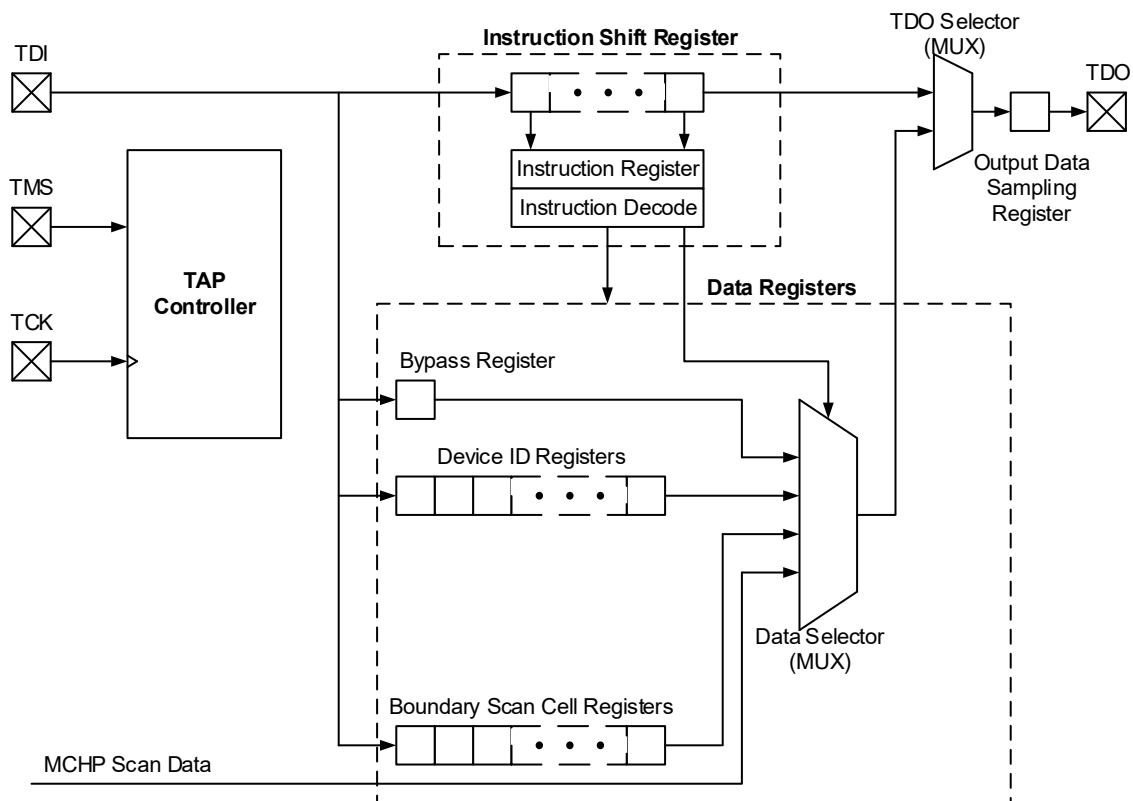 TDO Selector
(MUX)
Instruction Shift Register
TDI
TDO
TMS
Instruction Register
Instruction Decode
Output Data
Sampling
Register
TAP
Controller
TCK
Data Registers
Bypass Register
Device ID Registers
Data Selector
(MUX)
Boundary Scan Cell Registers
MCHP Scan Data